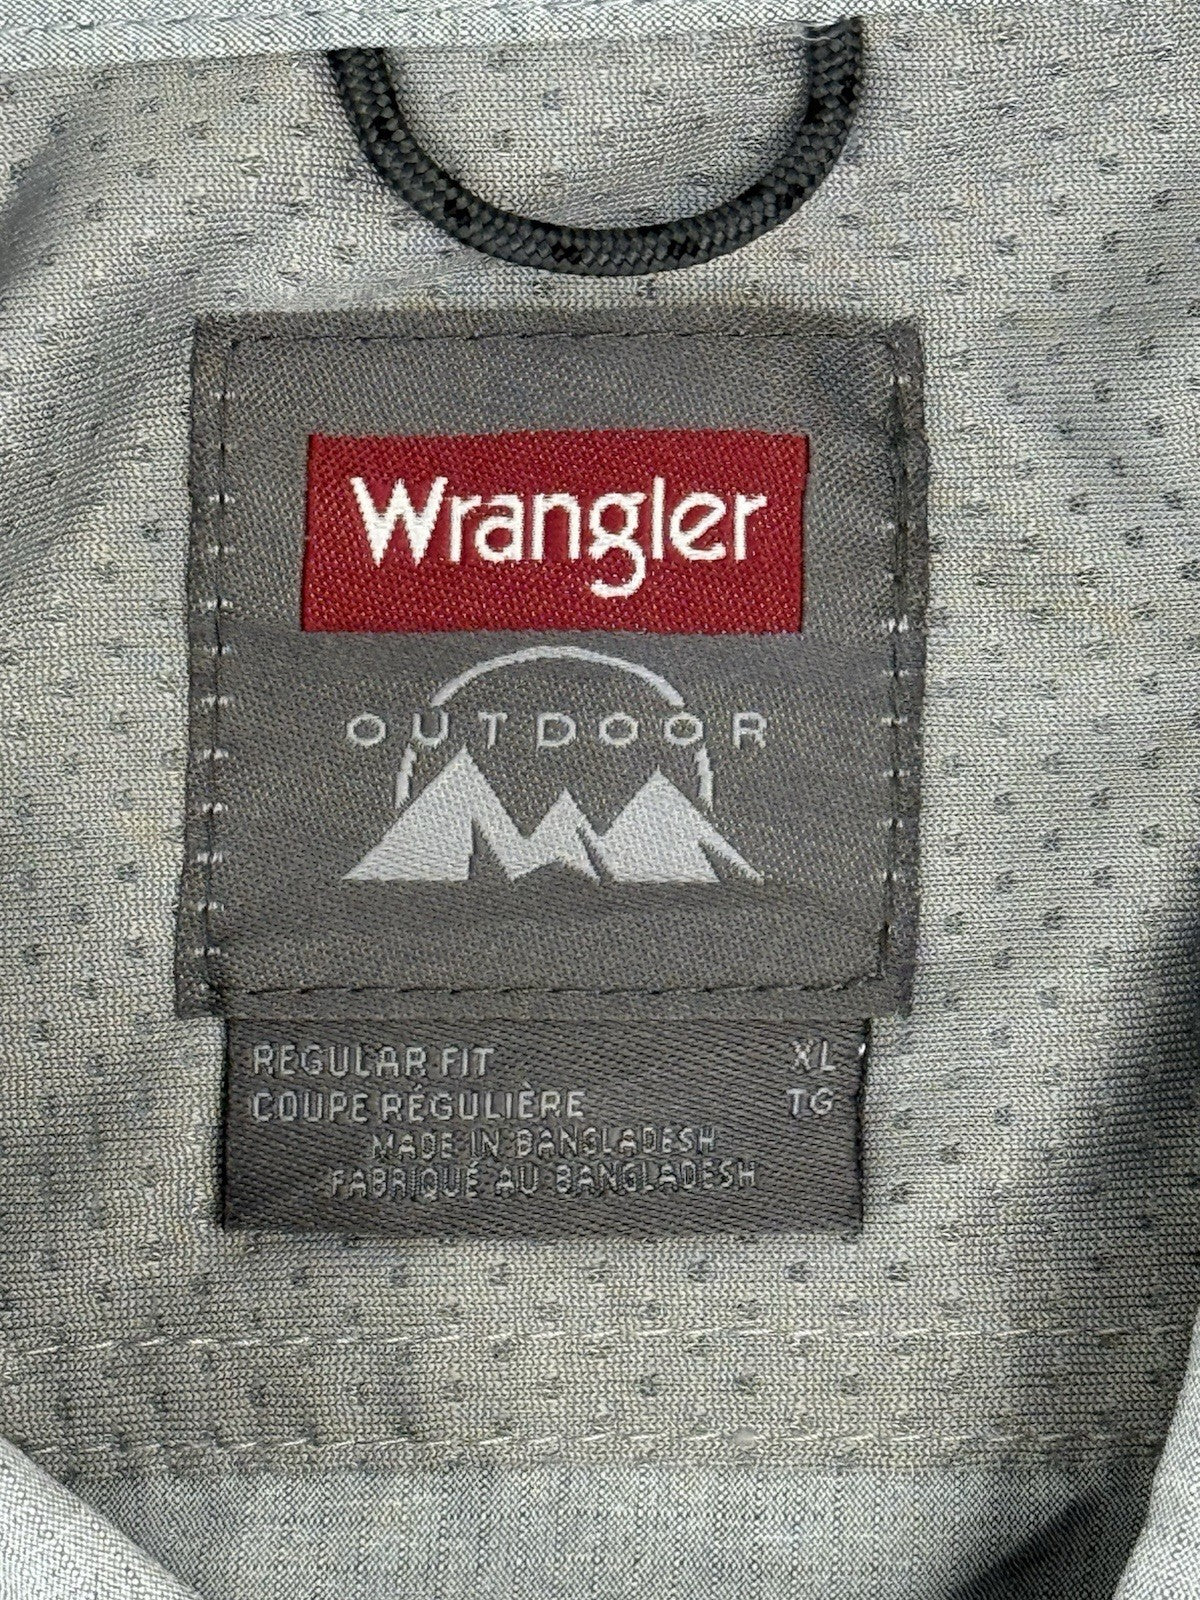 Wrangler
OUTDOOR
REGULAR FIT XL
COUPE RÉGULIÈRE TG
MADE IN BANGLADESH
FABRIQUÉ AU BANGLADESH